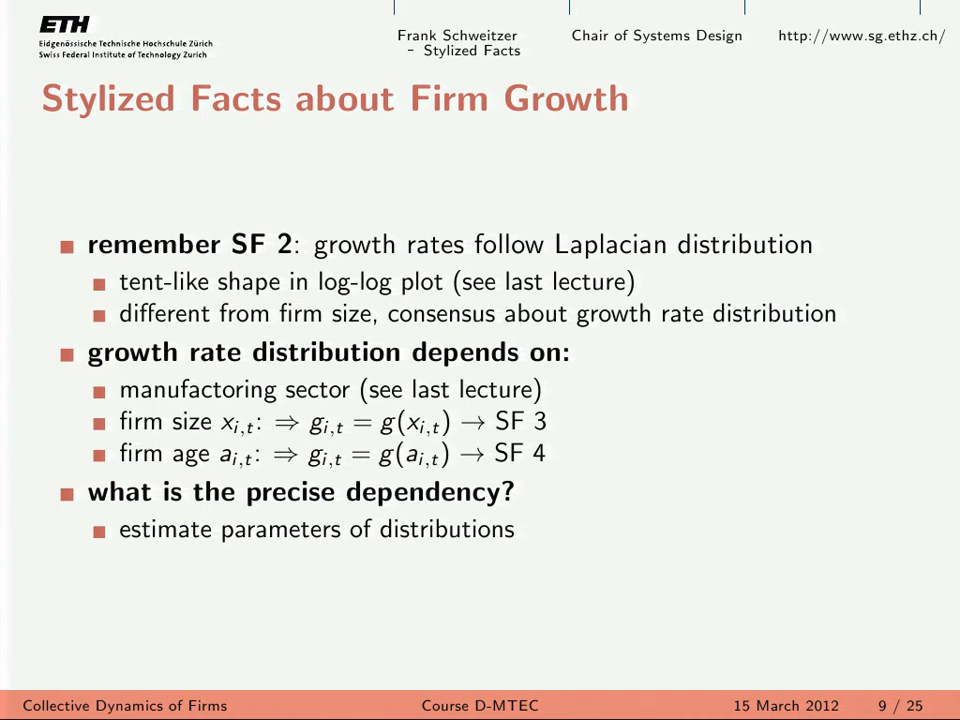 ETH
Eidgenössische Technische Hochschule Zürich
Swiss Federal Institute of Technology Zurich
Frank Schweitzer
– Stylized Facts
Chair of Systems Design
http://www.sg.ethz.ch/
Stylized Facts about Firm Growth
remember SF 2: growth rates follow Laplacian distribution
tent-like shape in log-log plot (see last lecture)
different from firm size, consensus about growth rate distribution
growth rate distribution depends on:
manufactoring sector (see last lecture)
firm size x_{i,t}: ⇒ g_{i,t} = g(x_{i,t}) → SF 3
firm age a_{i,t}: ⇒ g_{i,t} = g(a_{i,t}) → SF 4
what is the precise dependency?
estimate parameters of distributions
Collective Dynamics of Firms
Course D-MTEC
15 March 2012
9 / 25